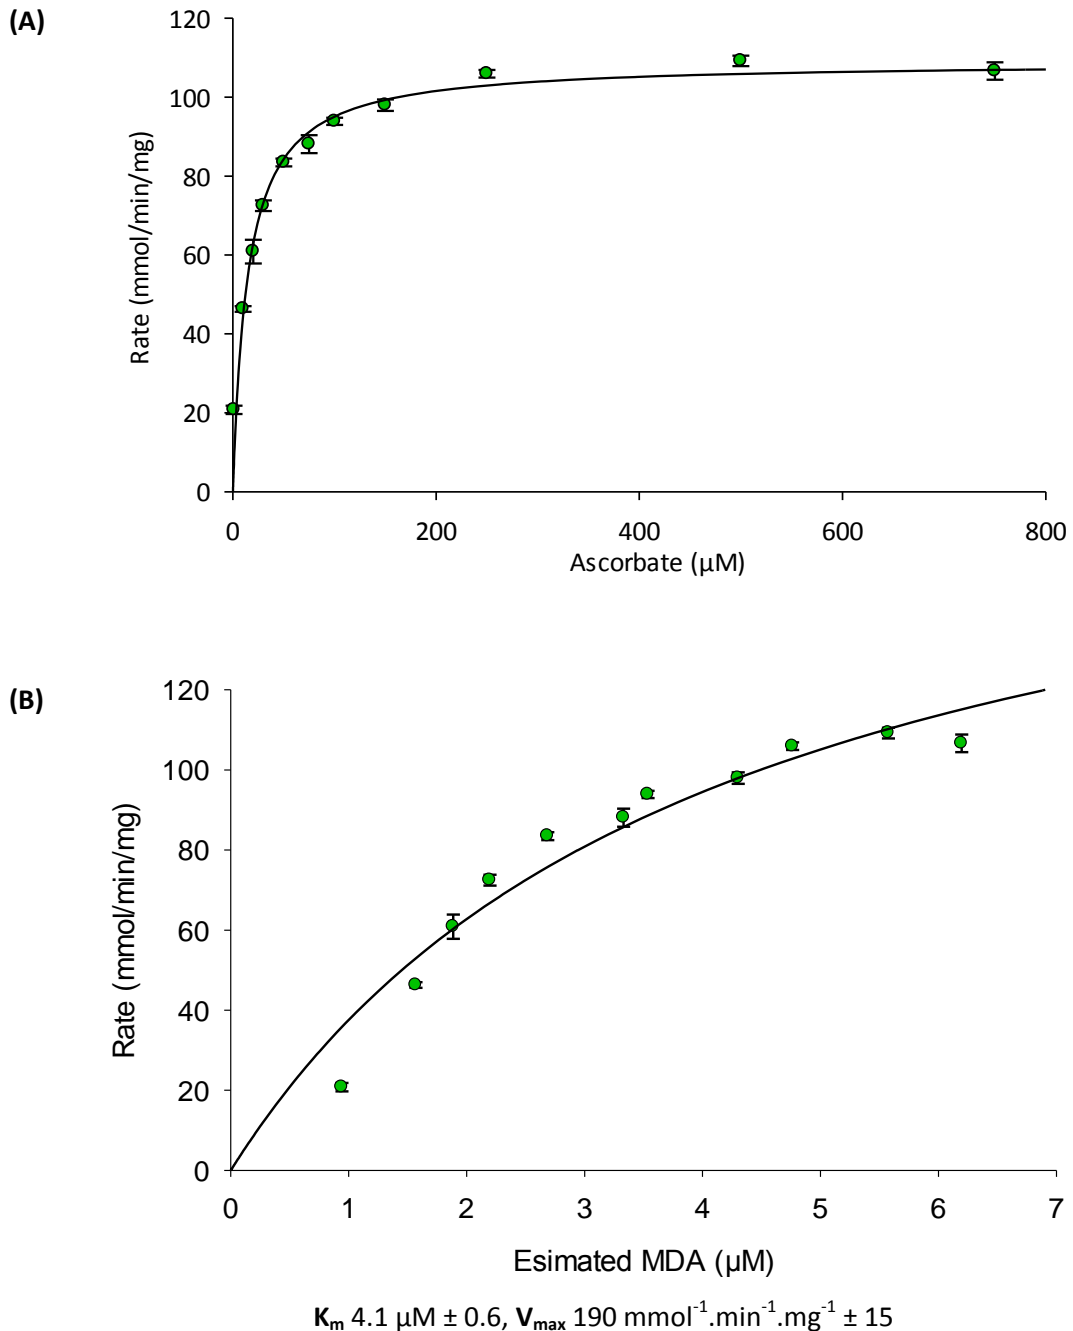 (A)
120
100
80
60
40
20
0
Rate (mmol/min/mg)
0 200 400 600 800
Ascorbate (µM)
(B)
120
100
80
60
40
20
0
Rate (mmol/min/mg)
0 1 2 3 4 5 6 7
Esimated MDA (µM)
Km 4.1 µM ± 0.6, Vmax 190 mmol⁻¹.min⁻¹.mg⁻¹ ± 15